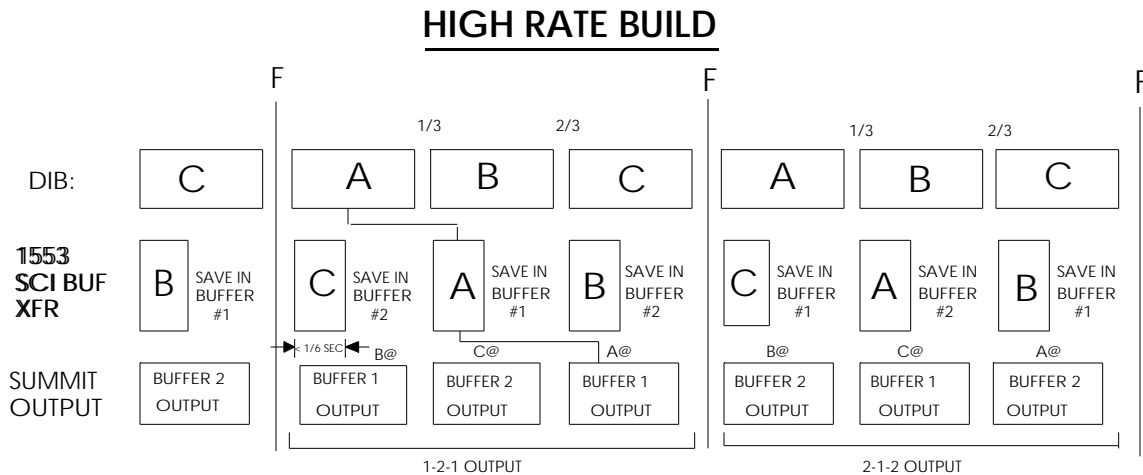 HIGH RATE BUILD
F F F
1/3 2/3 1/3 2/3
DIB: C A B C A B C
1553
SCI BUF
XFR
B SAVE IN BUFFER #1
C SAVE IN BUFFER #2
A SAVE IN BUFFER #1
B SAVE IN BUFFER #2
C SAVE IN BUFFER #1
A SAVE IN BUFFER #2
B SAVE IN BUFFER #1
< 1/6 SEC B@ C@ A@ B@ C@ A@
SUMMIT
OUTPUT
BUFFER 2 OUTPUT
BUFFER 1 OUTPUT
BUFFER 2 OUTPUT
BUFFER 1 OUTPUT
BUFFER 2 OUTPUT
BUFFER 1 OUTPUT
BUFFER 2 OUTPUT
1-2-1 OUTPUT 2-1-2 OUTPUT